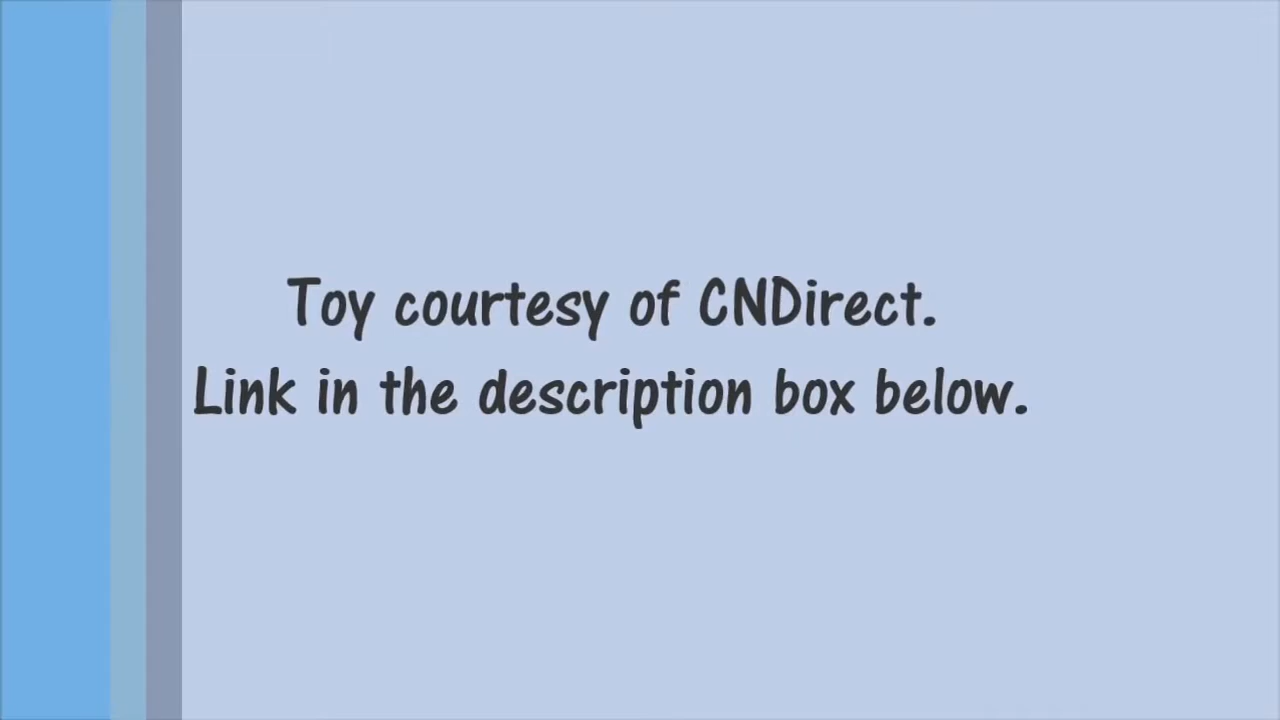 Toy courtesy of CNDirect.
Link in the description box below.